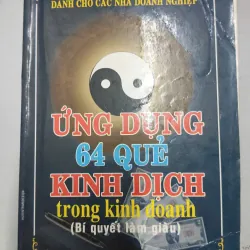 DÀNH CHO CÁC NHÀ DOANH NGHIỆP
ỨNG DỤNG
64 QUẺ
KINH DỊCH
trong kinh doanh
(Bí quyết làm giàu)